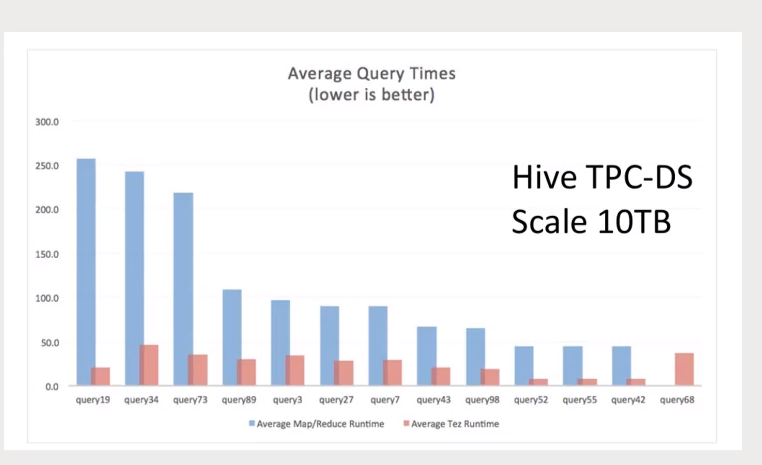 Average Query Times
(lower is better)
Hive TPC-DS
Scale 10TB
300.0
250.0
200.0
150.0
100.0
50.0
0.0
query19 query34 query73 query89 query3 query27 query7 query43 query98 query52 query55 query42 query68
Average Map/Reduce Runtime Average Tez Runtime